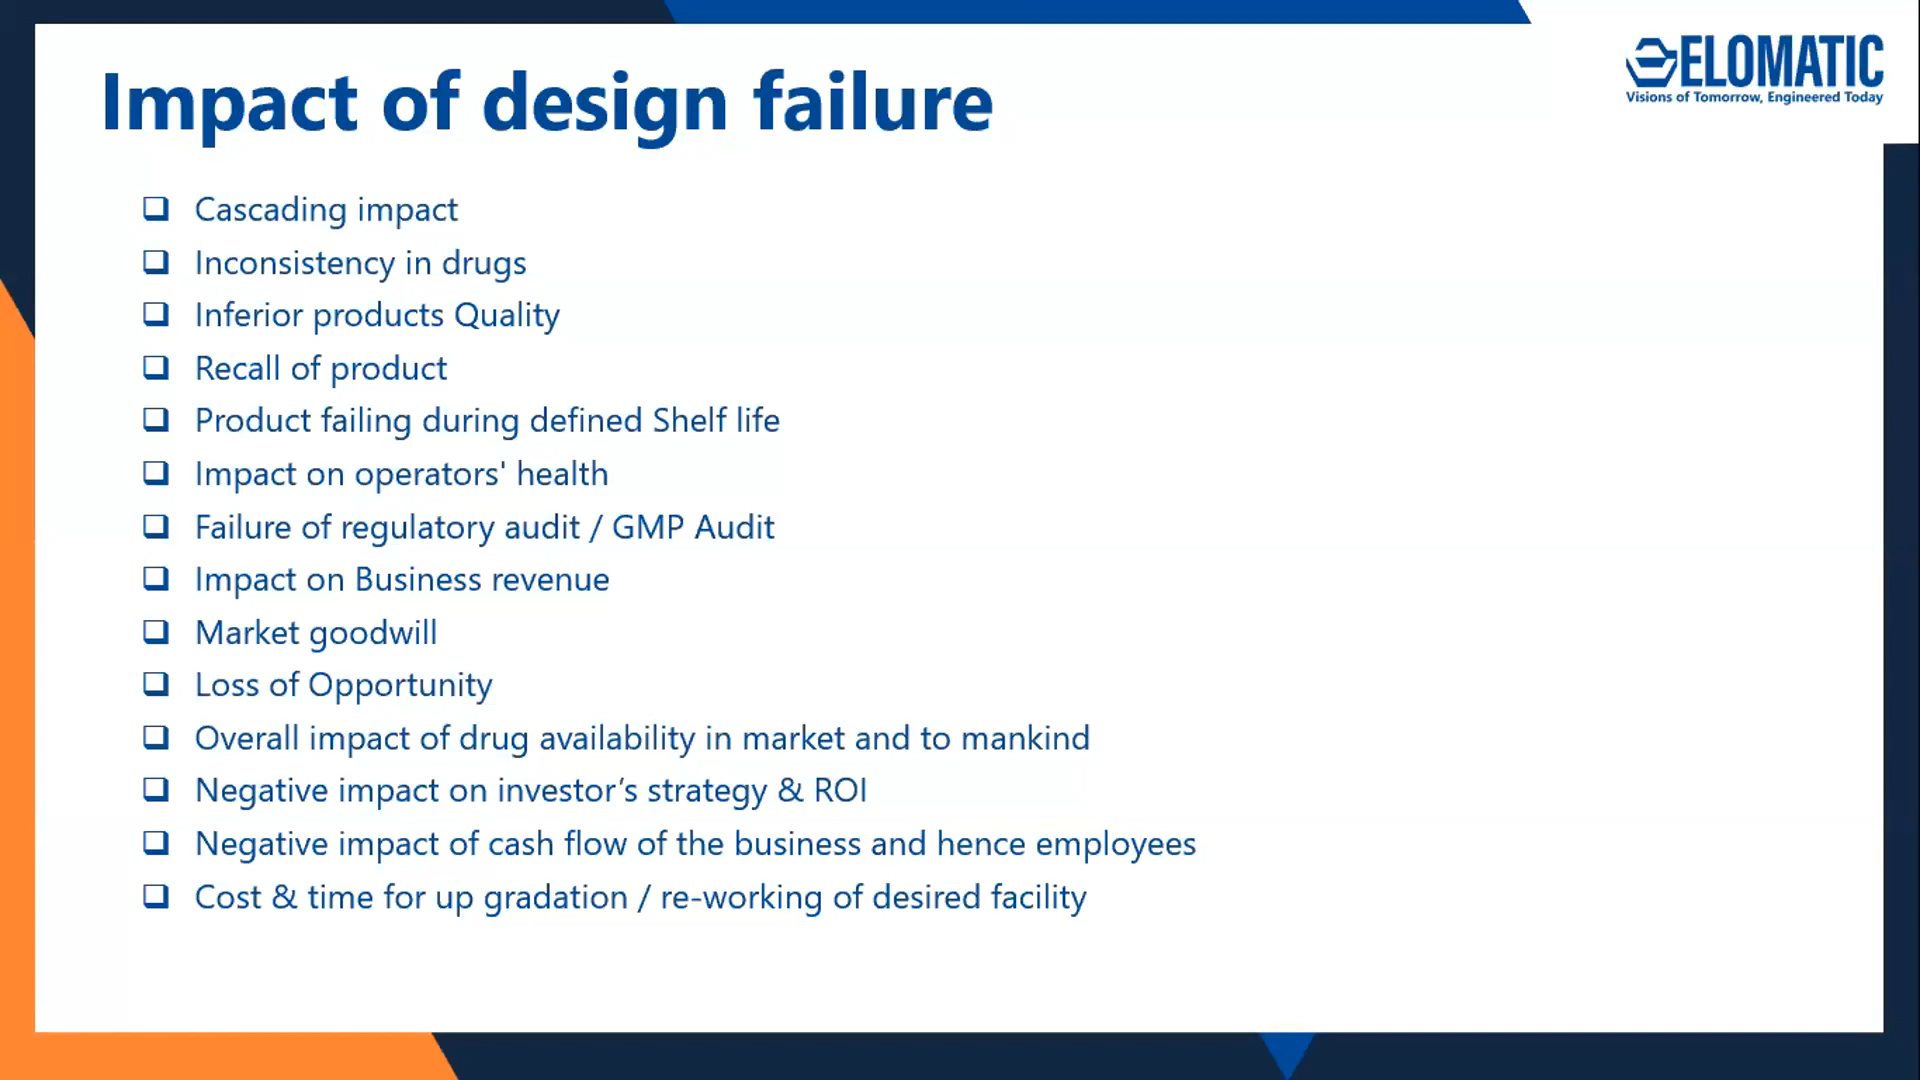 ELOMATIC
Visions of Tomorrow, Engineered Today
Impact of design failure
Cascading impact
Inconsistency in drugs
Inferior products Quality
Recall of product
Product failing during defined Shelf life
Impact on operators' health
Failure of regulatory audit / GMP Audit
Impact on Business revenue
Market goodwill
Loss of Opportunity
Overall impact of drug availability in market and to mankind
Negative impact on investor’s strategy & ROI
Negative impact of cash flow of the business and hence employees
Cost & time for up gradation / re-working of desired facility